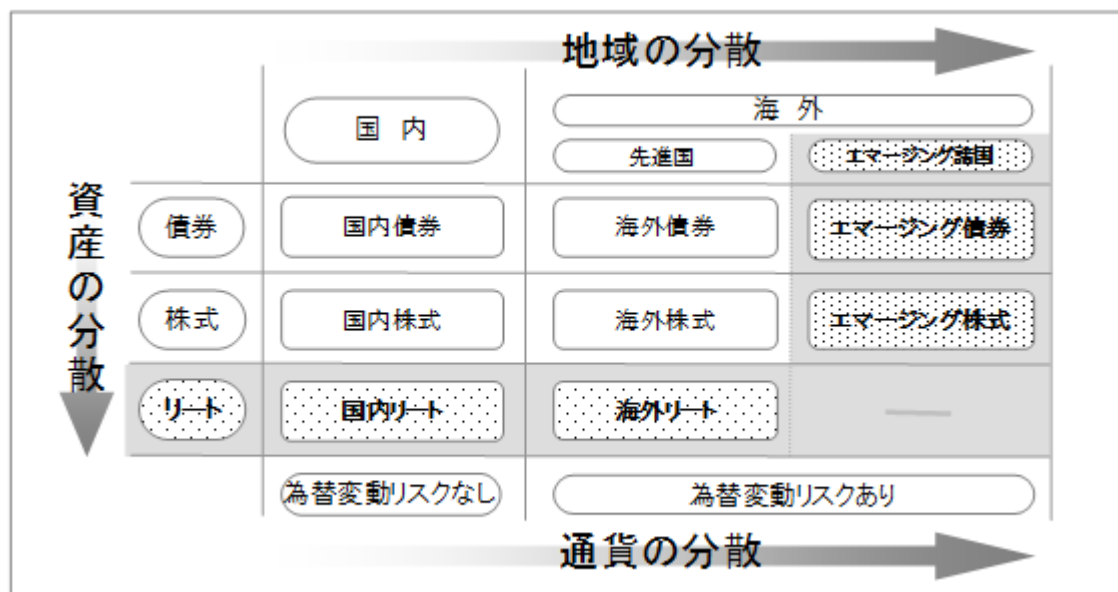 地域の分散
国内
海外
先進国
エマージング諸国
資産の分散
債券
国内債券
海外債券
エマージング債券
株式
国内株式
海外株式
エマージング株式
リート
国内リート
海外リート
為替変動リスクなし
為替変動リスクあり
通貨の分散